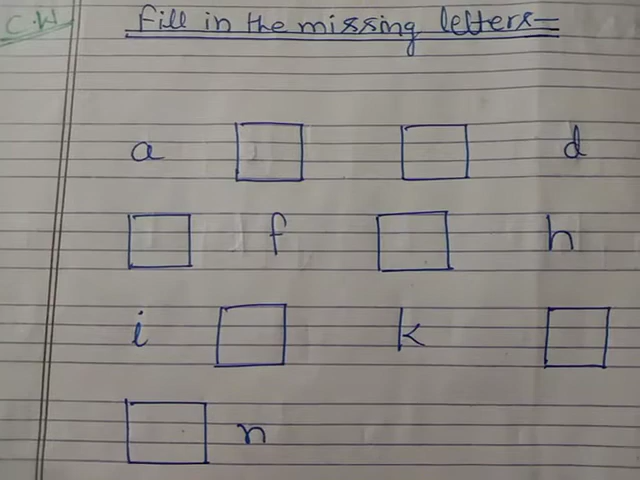 C.W
Fill in the missing letters=
a d
f h
i k
n